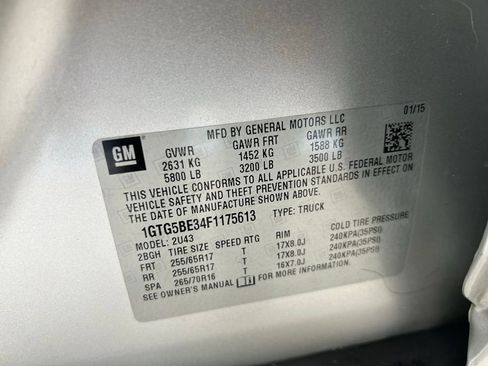 GM
MFD BY GENERAL MOTORS LLC
01/15
GVWR GAWR FRT GAWR RR
2631 KG 1452 KG 1588 KG
5800 LB 3200 LB 3500 LB
THIS VEHICLE CONFORMS TO ALL APPLICABLE U.S. FEDERAL MOTOR
VEHICLE SAFETY AND THEFT PREVENTION STANDARDS IN EFFECT ON
THE DATE OF MANUFACTURE SHOWN ABOVE.
1GTG5BE34F1175613 TYPE: TRUCK
MODEL: 2U43
2BGH TIRE SIZE SPEED RTG RIM COLD TIRE PRESSURE
FRT 255/65R17 T 17X8.0J 240KPA(35PSI)
RR 255/65R17 T 17X8.0J 240KPA(35PSI)
SPA 265/70R16 T 16X7.0J 240KPA(35PSI)
SEE OWNER'S MANUAL FOR MORE INFORMATION.